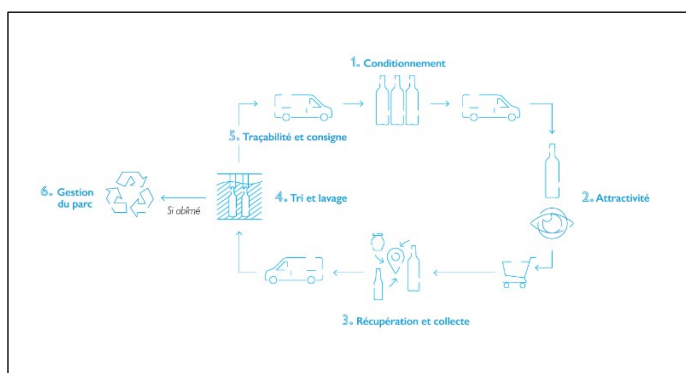 1. Conditionnement
5. Traçabilité et consigne
6. Gestion
du parc
Si abîmé
4. Tri et lavage
2. Attractivité
3. Récupération et collecte